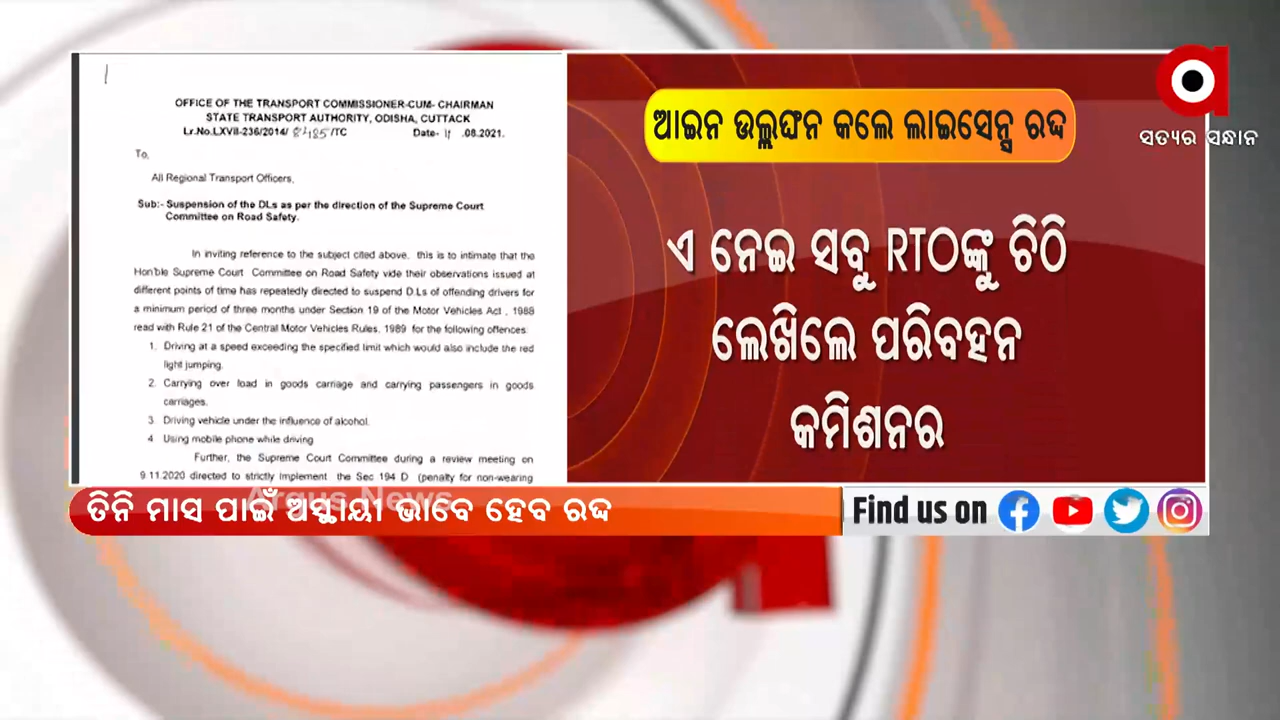 OFFICE OF THE TRANSPORT COMMISSIONER-CUM- CHAIRMAN
STATE TRANSPORT AUTHORITY, ODISHA, CUTTACK
Lr.No.LXVII-236/2014/ 8485/TC Date- 11 .08.2021.
To,
All Regional Transport Officers,
Sub:- Suspension of the DLs as per the direction of the Supreme Court
Committee on Road Safety.
In inviting reference to the subject cited above, this is to intimate that the
Hon'ble Supreme Court Committee on Road Safety vide their observations issued at
different points of time has repeatedly directed to suspend D.Ls of offending drivers for
a minimum period of three months under Section 19 of the Motor Vehicles Act , 1988
read with Rule 21 of the Central Motor Vehicles Rules, 1989 for the following offences:
1. Driving at a speed exceeding the specified limit which would also include the red
light jumping.
2. Carrying over load in goods carriage and carrying passengers in goods
carriages.
3. Driving vehicle under the influence of alcohol.
4. Using mobile phone while driving
Further, the Supreme Court Committee during a review meeting on
9.11.2020 directed to strictly implement the Sec 194 D (penalty for non-wearing
ଆଇନ ଉଲ୍ଲଙ୍ଘନ କଲେ ଲାଇସେନ୍ସ ରଦ୍ଦ
ଏ ନେଇ ସବୁ RTOଙ୍କୁ ଚିଠି
ଲେଖିଲେ ପରିବହନ
କମିଶନର
ସତ୍ୟର ସନ୍ଧାନ
Argus News
ତିନି ମାସ ପାଇଁ ଅସ୍ଥାୟୀ ଭାବେ ହେବ ରଦ୍ଦ
Find us on